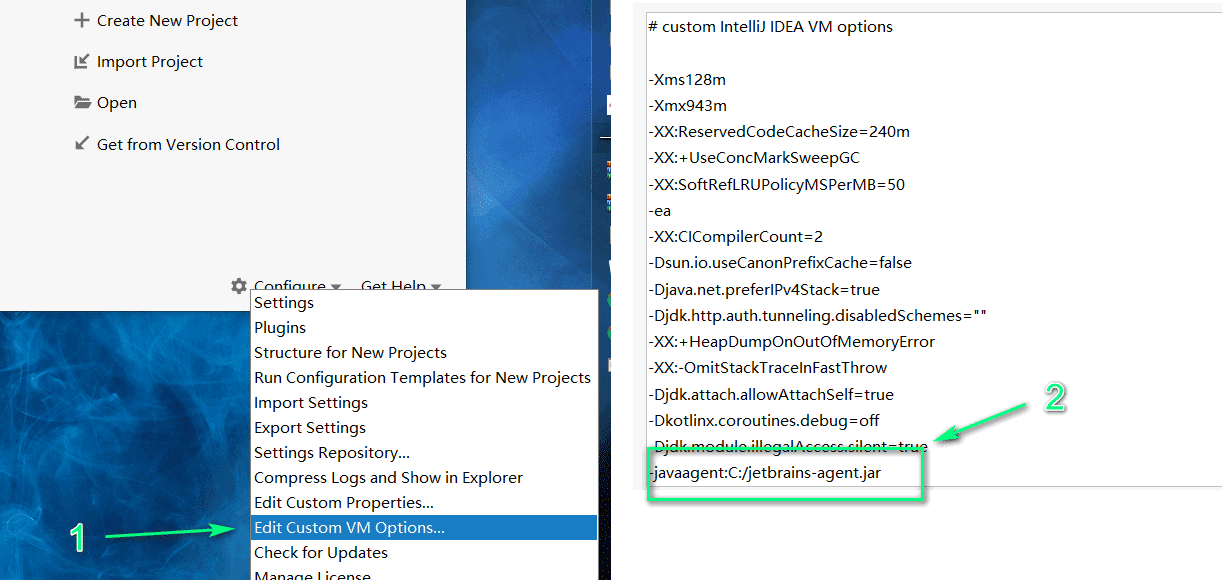 Create New Project
Import Project
Open
Get from Version Control
Configure Get Help
Settings
Plugins
Structure for New Projects
Run Configuration Templates for New Projects
Import Settings
Export Settings
Settings Repository...
Compress Logs and Show in Explorer
Edit Custom Properties...
1 Edit Custom VM Options...
Check for Updates
Manage License
# custom IntelliJ IDEA VM options
-Xms128m
-Xmx943m
-XX:ReservedCodeCacheSize=240m
-XX:+UseConcMarkSweepGC
-XX:SoftRefLRUPolicyMSPerMB=50
-ea
-XX:CICompilerCount=2
-Dsun.io.useCanonPrefixCache=false
-Djava.net.preferIPv4Stack=true
-Djdk.http.auth.tunneling.disabledSchemes=""
-XX:+HeapDumpOnOutOfMemoryError
-XX:-OmitStackTraceInFastThrow
-Djdk.attach.allowAttachSelf=true
2
-Dkotlinx.coroutines.debug=off
-Djdk.module.illegalAccess.silent=true
-javaagent:C:/jetbrains-agent.jar